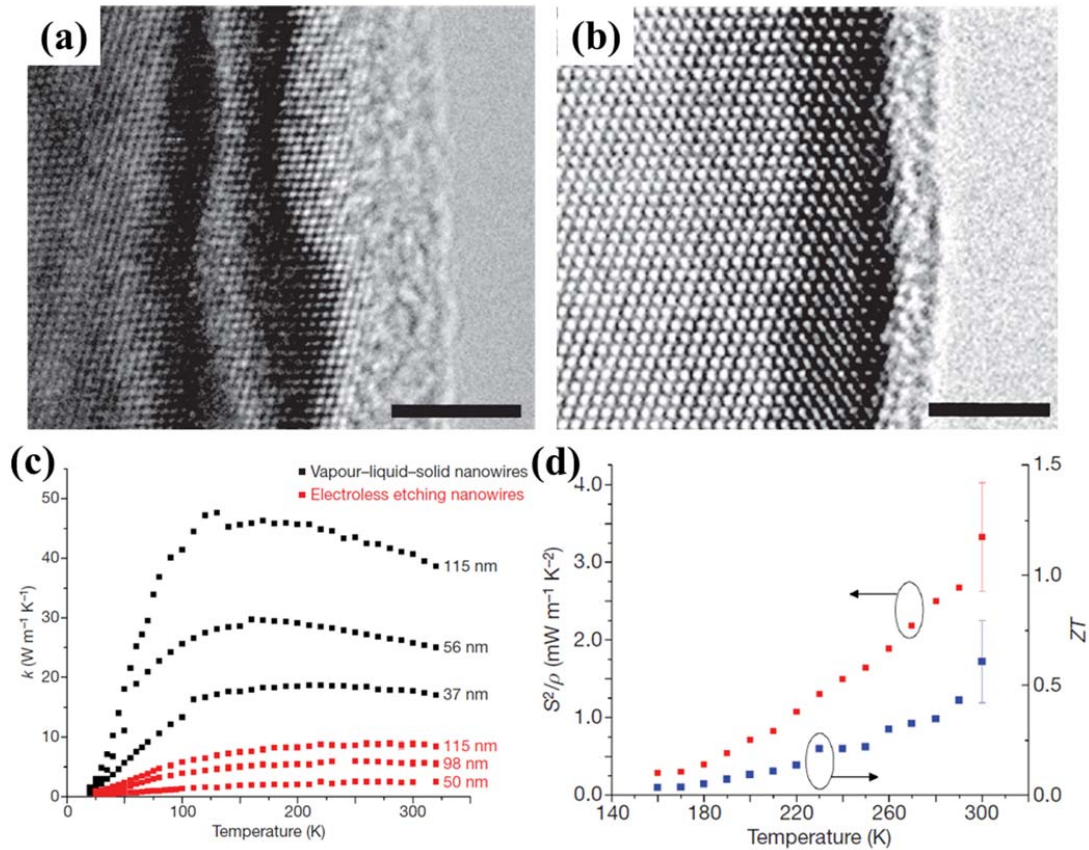 (a)
(b)
(c)
■ Vapour–liquid–solid nanowires
■ Electroless etching nanowires
50
40
30
20
10
0
k (W m⁻¹ K⁻¹)
115 nm
56 nm
37 nm
115 nm
98 nm
50 nm
0
100
200
300
Temperature (K)
(d)
4.0
3.0
2.0
1.0
0.0
S²/ρ (mW m⁻¹ K⁻²)
1.5
1.0
0.5
0.0
ZT
140
180
220
260
300
Temperature (K)